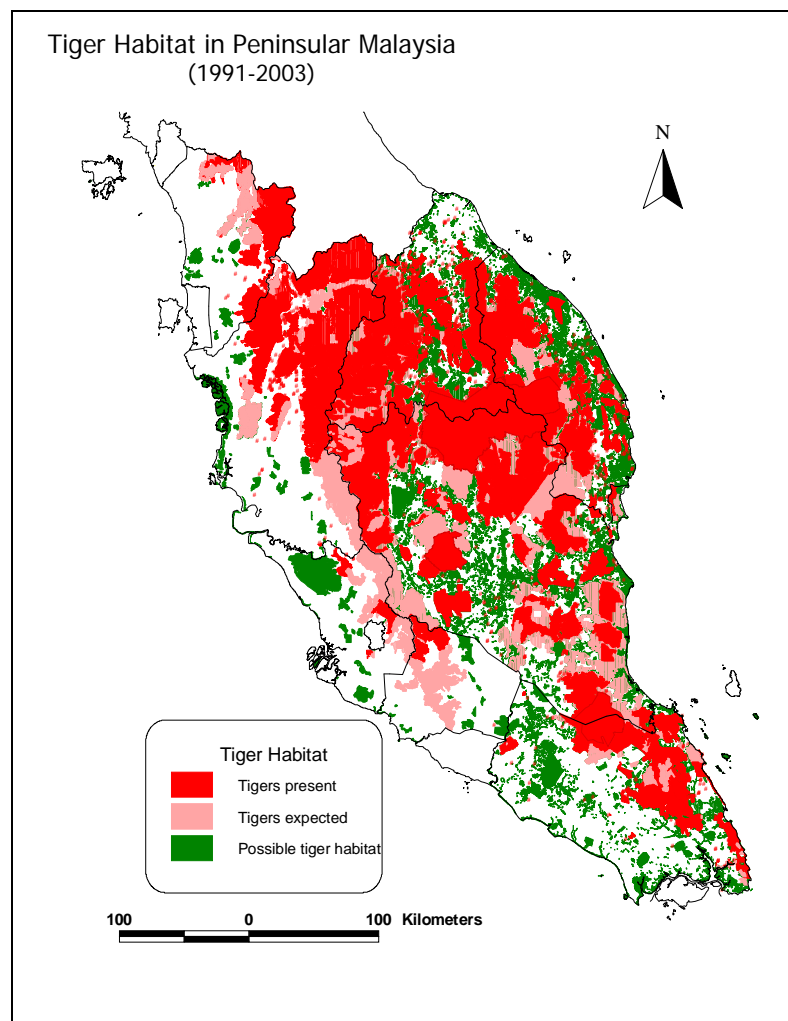 Tiger Habitat in Peninsular Malaysia
(1991-2003)
N
Tiger Habitat
Tigers present
Tigers expected
Possible tiger habitat
100 0 100 Kilometers